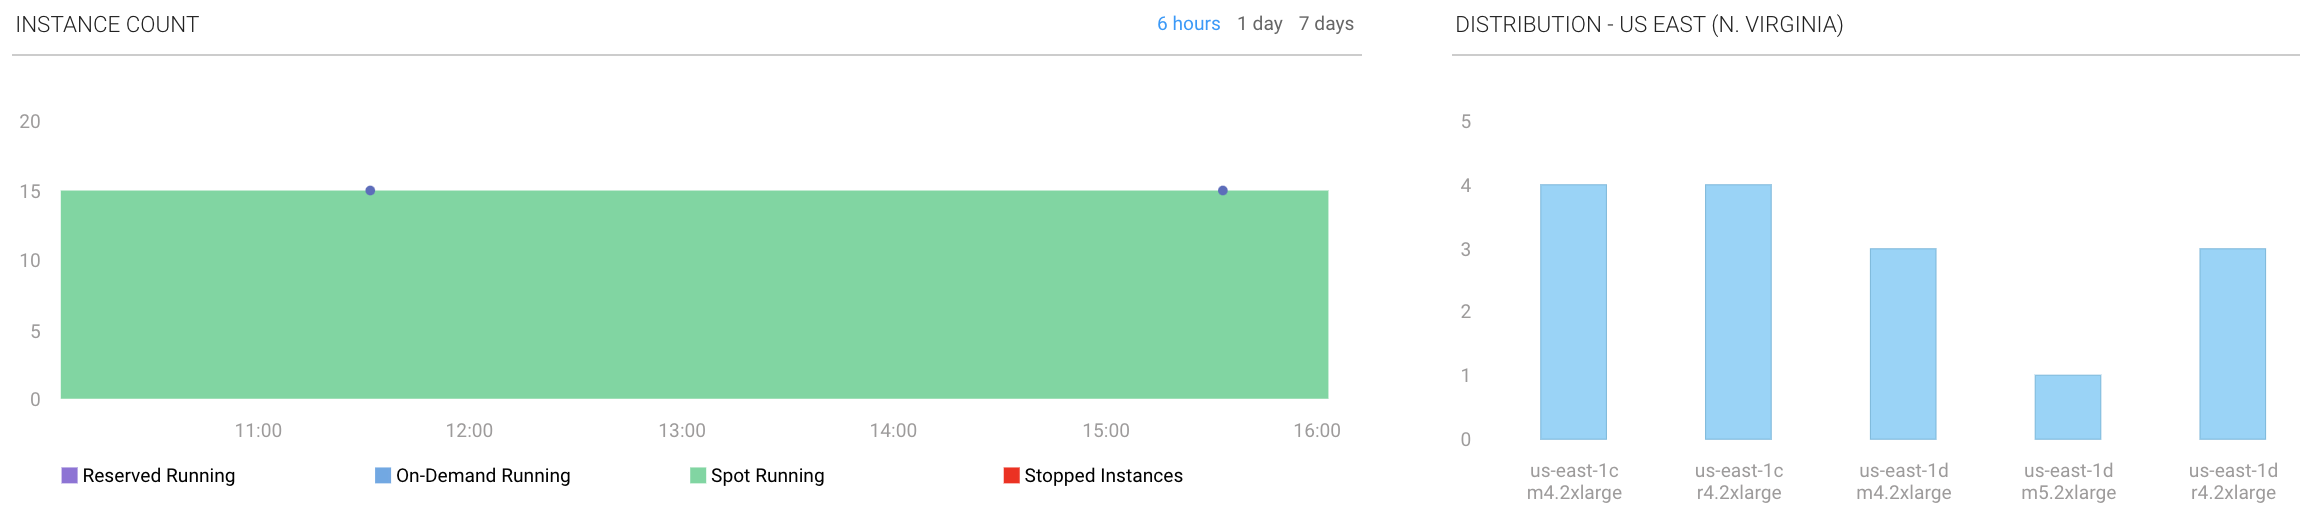 INSTANCE COUNT
6 hours 1 day 7 days
20
15
10
5
0
11:00 12:00 13:00 14:00 15:00 16:00
Reserved Running On-Demand Running Spot Running Stopped Instances
DISTRIBUTION - US EAST (N. VIRGINIA)
5
4
3
2
1
0
us-east-1c us-east-1c us-east-1d us-east-1d us-east-1d
m4.2xlarge r4.2xlarge m4.2xlarge m5.2xlarge r4.2xlarge